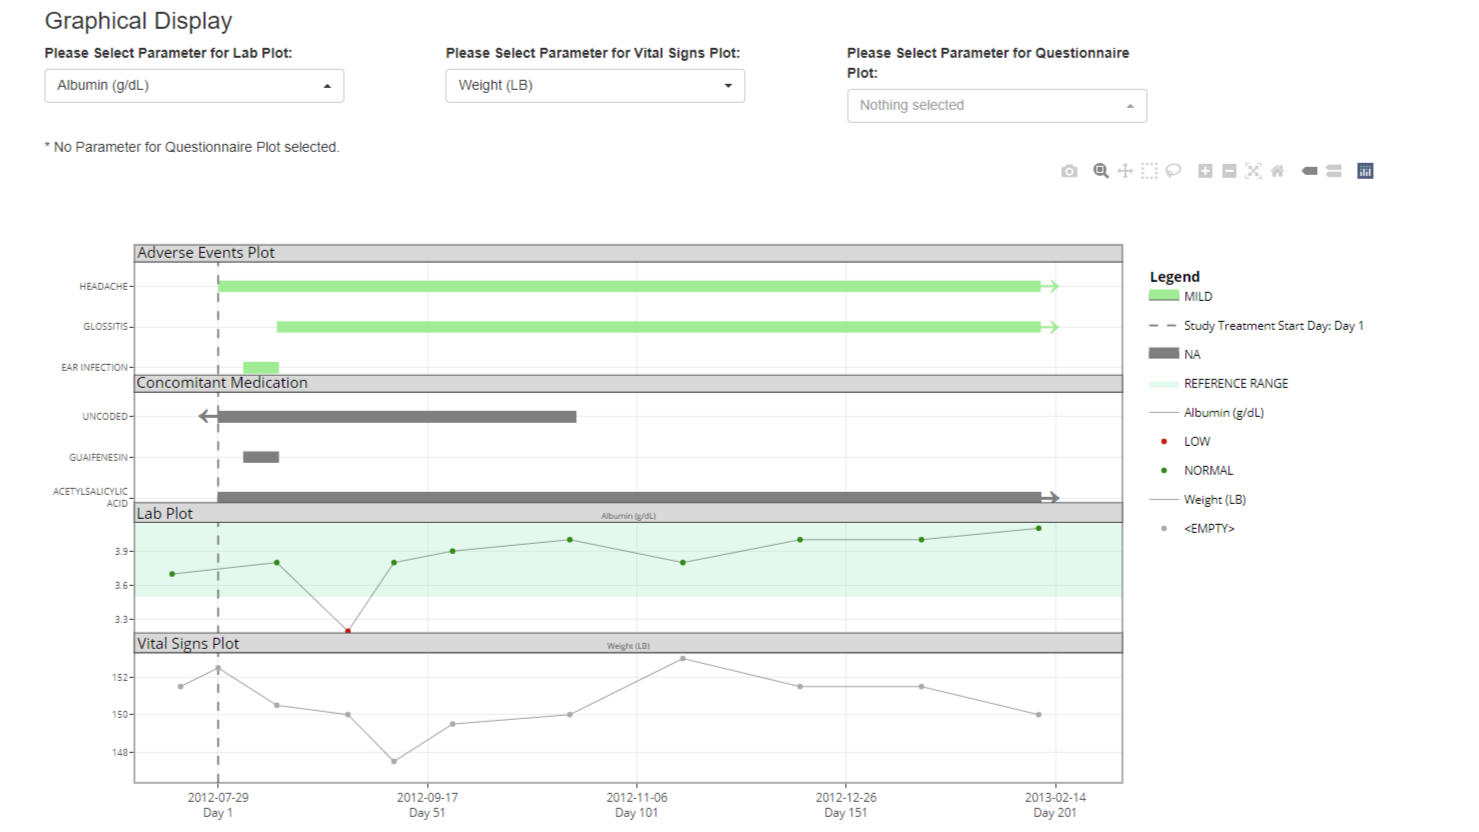 Graphical Display
Please Select Parameter for Lab Plot:
Albumin (g/dL)
Please Select Parameter for Vital Signs Plot:
Weight (LB)
Please Select Parameter for Questionnaire
Plot:
Nothing selected
* No Parameter for Questionnaire Plot selected.
Adverse Events Plot
HEADACHE
GLOSSITIS
EAR INFECTION
Concomitant Medication
UNCODED
GUAIFENESIN
ACETYLSALICYLIC
ACID
Lab Plot
Albumin (g/dL)
3.9
3.6
3.3
Vital Signs Plot
Weight (LB)
152
150
148
2012-07-29
Day 1
2012-09-17
Day 51
2012-11-06
Day 101
2012-12-26
Day 151
2013-02-14
Day 201
Legend
MILD
Study Treatment Start Day: Day 1
NA
REFERENCE RANGE
Albumin (g/dL)
LOW
NORMAL
Weight (LB)
<EMPTY>